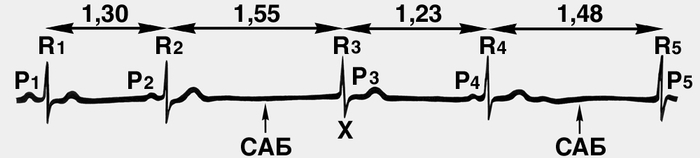 1,30 1,55 1,23 1,48
R1 R2 R3 R4 R5
P1 P2 P3 P4 P5
САБ X САБ